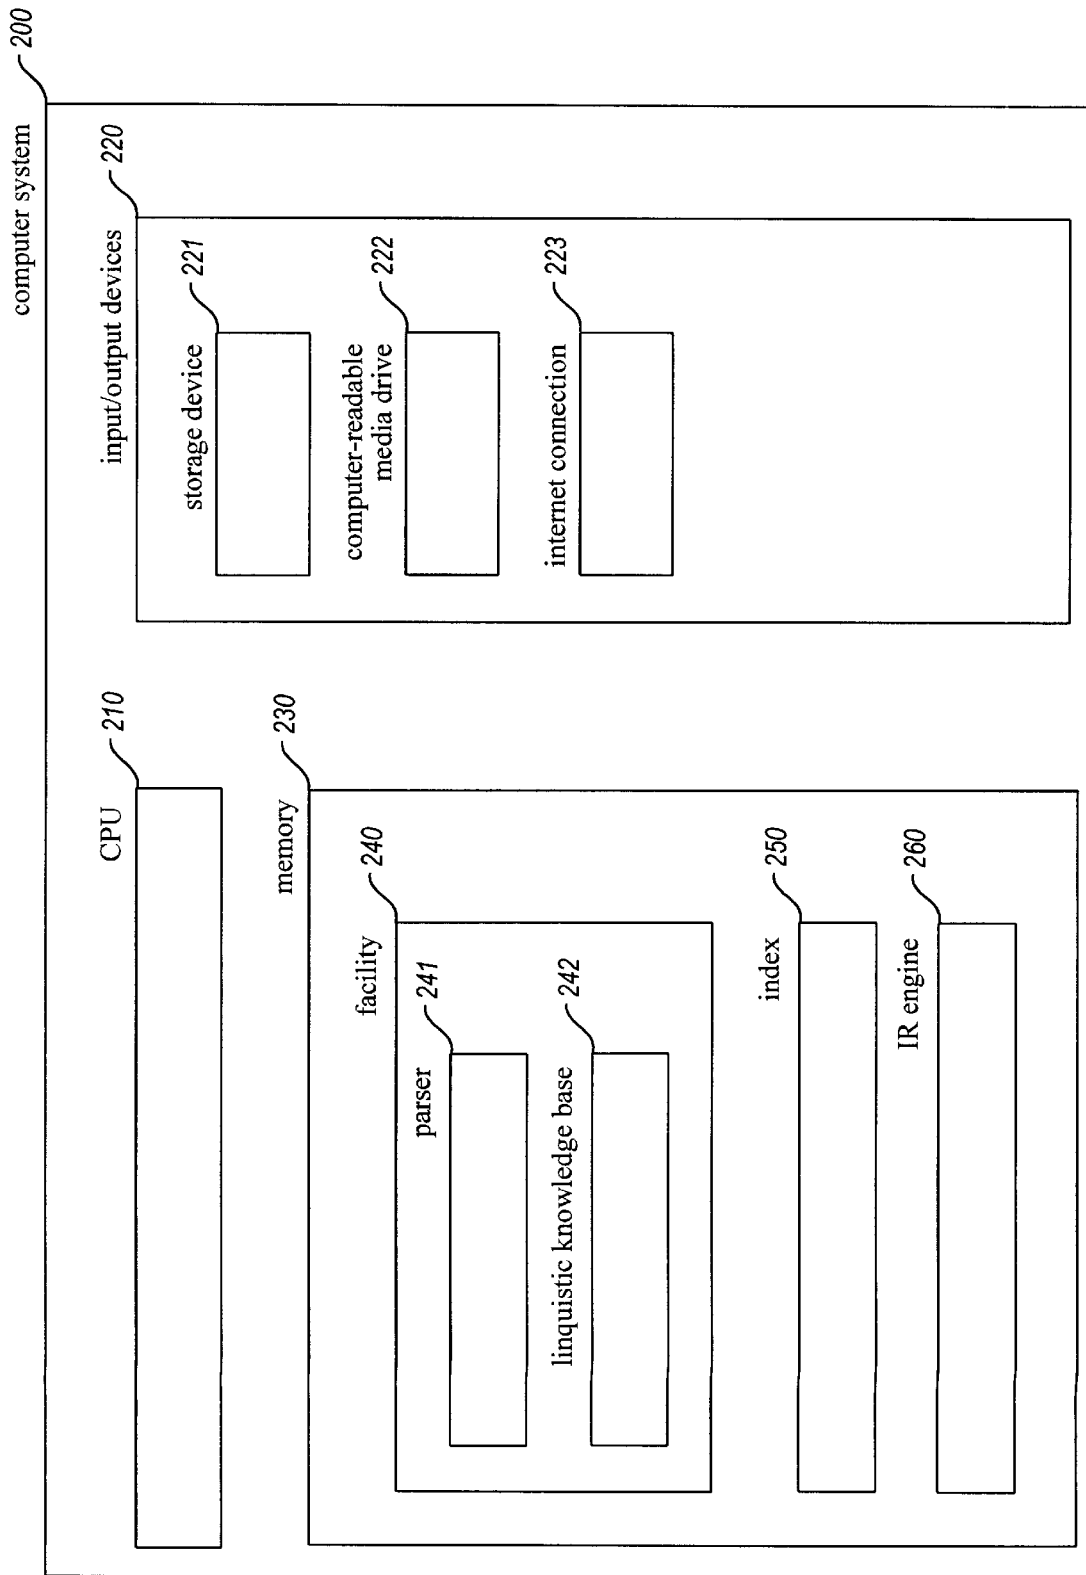 computer system
200
CPU
210
memory
230
facility
240
parser
241
linquistic knowledge base
242
index
250
IR engine
260
input/output devices
220
storage device
221
computer-readable
media drive
222
internet connection
223